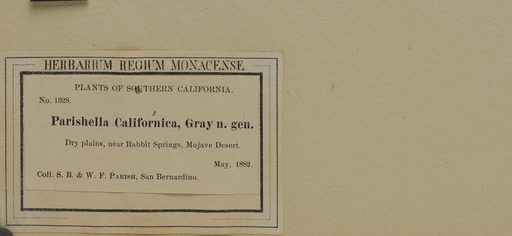 HERBARIUM REGIUM MONACENSE.
PLANTS OF SOUTHERN CALIFORNIA.
No. 1328.
Parishella Californica, Gray n. gen.
Dry plains, near Rabbit Springs, Mojave Desert.
May, 1882.
Coll. S. B. & W. F. PARISH, San Bernardino.